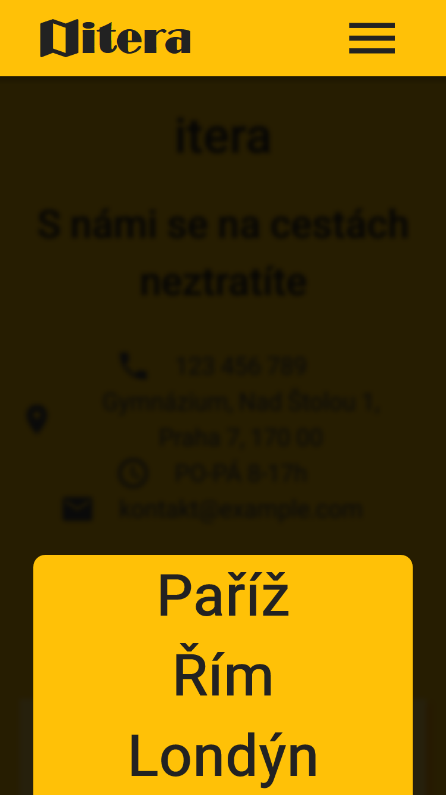 itera
itera
S námi se na cestách
neztratíte
123 456 789
Gymnázium, Nad Štolou 1,
Praha 7, 170 00
PO-PÁ 8-17h
kontakt@example.com
Paříž
Řím
Londýn